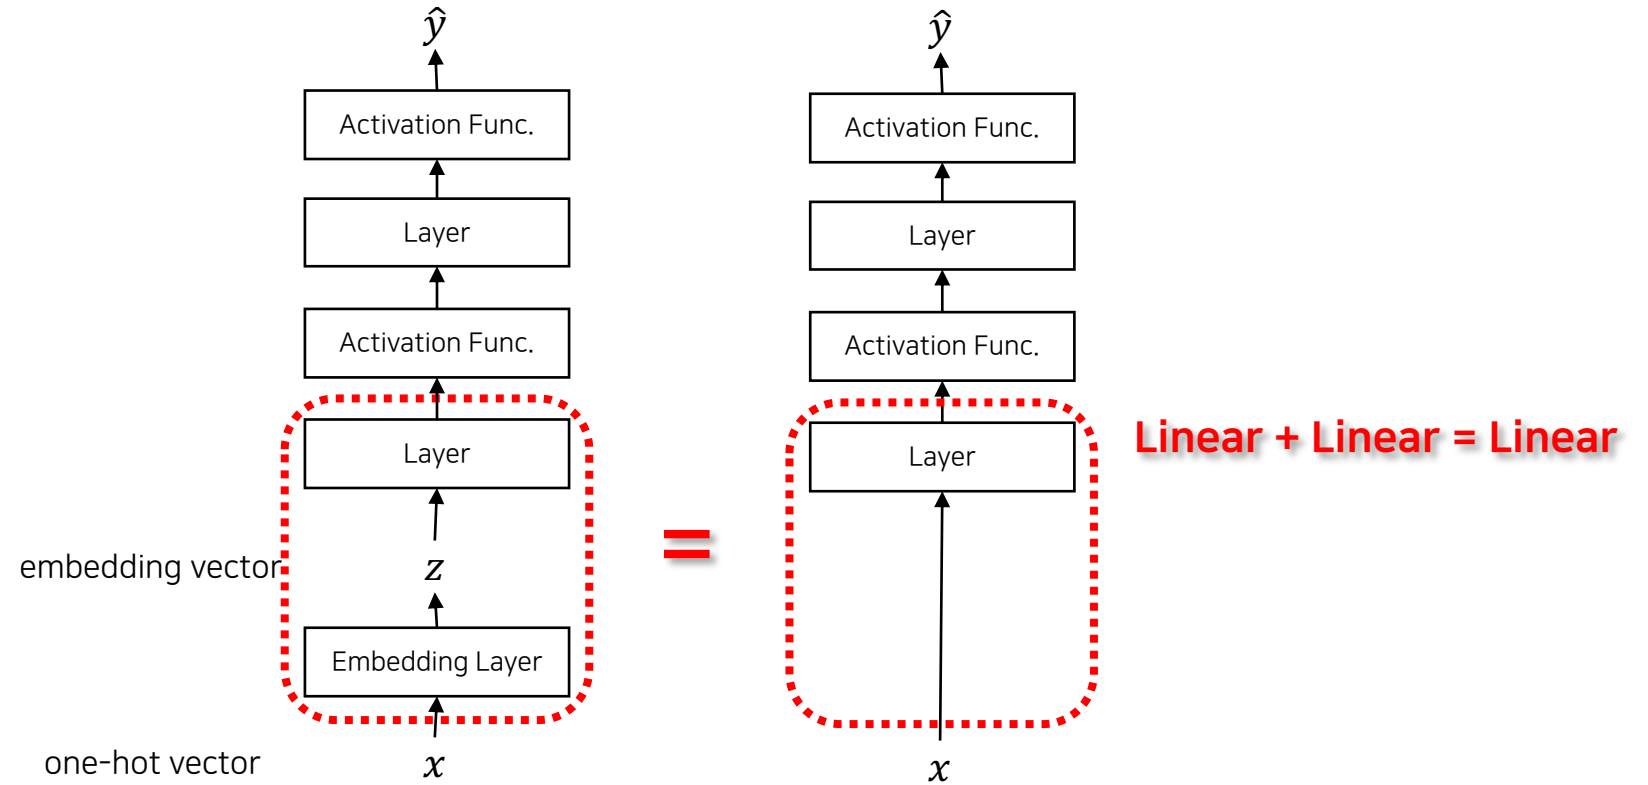 ŷ
Activation Func.
Layer
Activation Func.
Layer
embedding vector
z
Embedding Layer
one-hot vector
x
=
ŷ
Activation Func.
Layer
Activation Func.
Layer
x
Linear + Linear = Linear